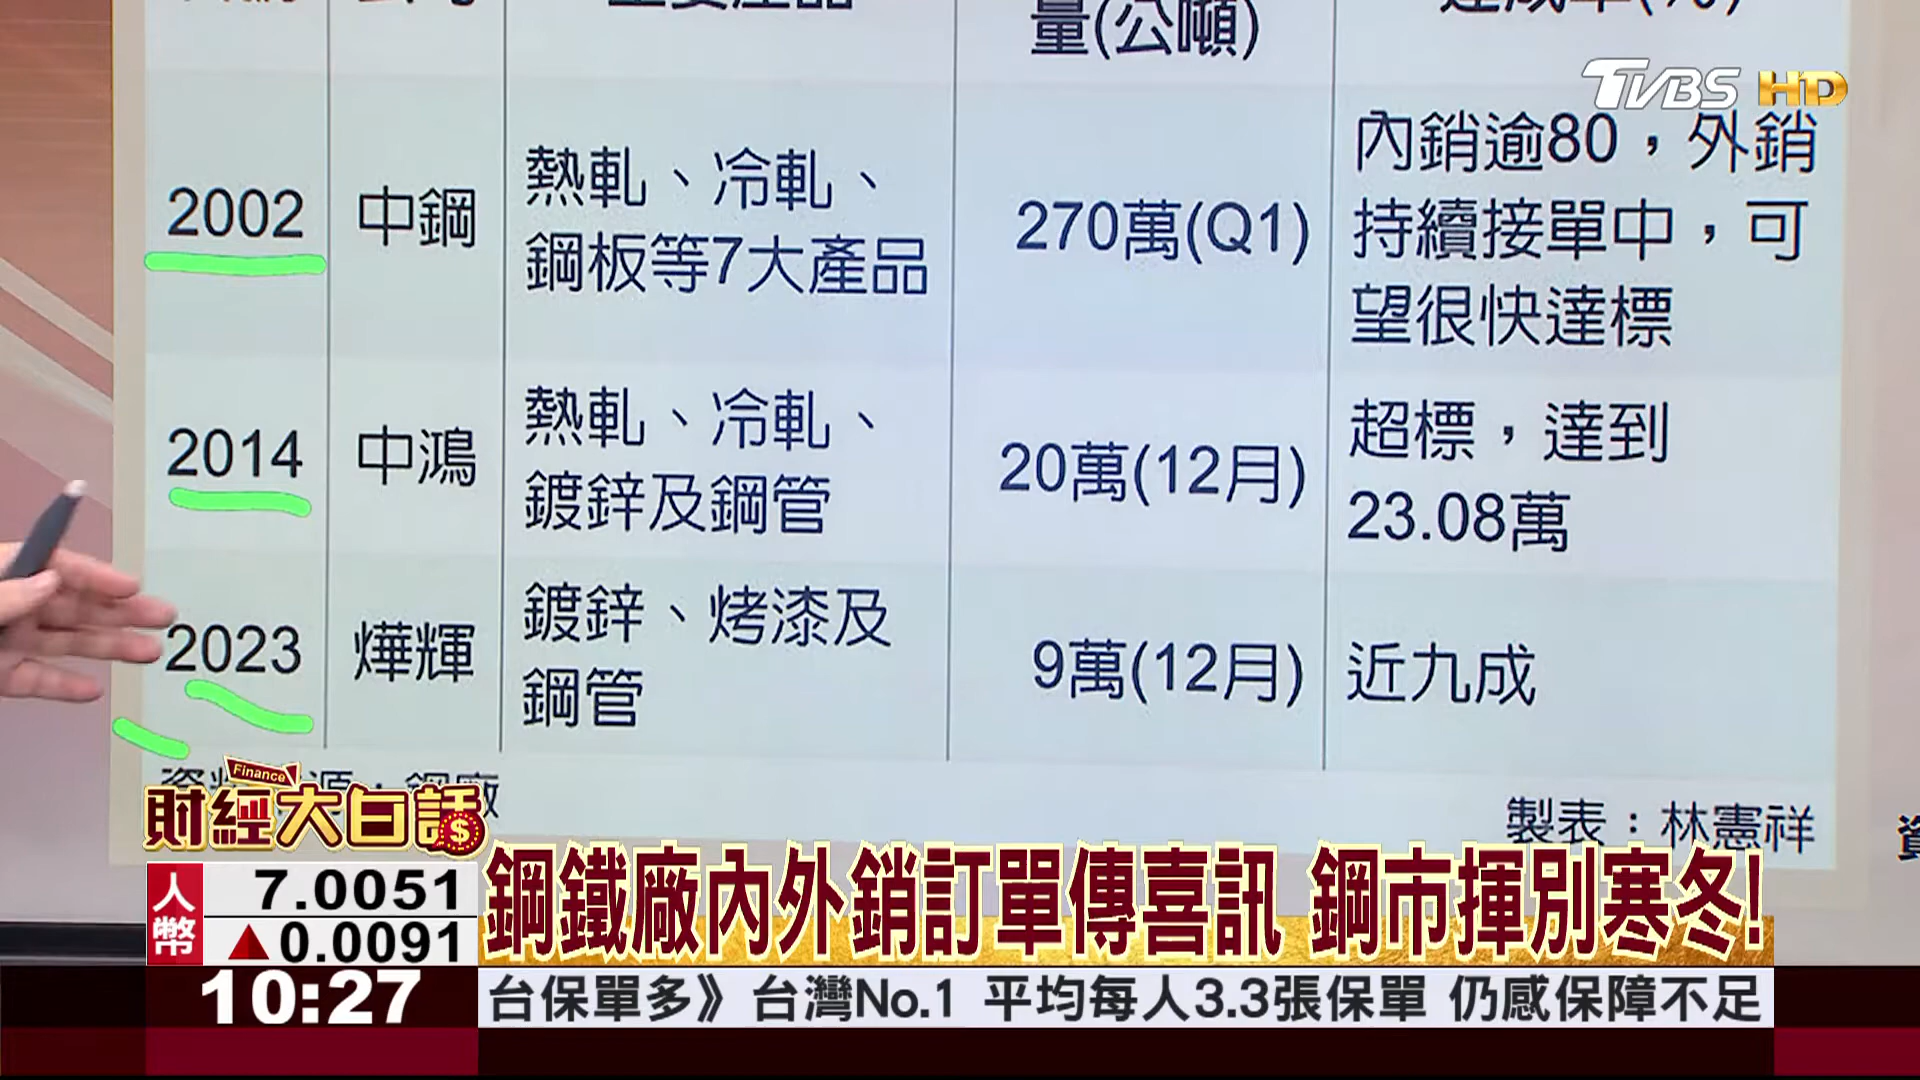 量(公噸)
TVBS HD
2002
中鋼
熱軋、冷軋、
鋼板等7大產品
270萬(Q1)
內銷逾80，外銷
持續接單中，可
望很快達標
2014
中鴻
熱軋、冷軋、
鍍鋅及鋼管
20萬(12月)
超標，達到
23.08萬
2023
燁輝
鍍鋅、烤漆及
鋼管
9萬(12月)
近九成
製表：林憲祥
Finance
財經大白話
人幣
7.0051
▲0.0091
10:27
鋼鐵廠內外銷訂單傳喜訊 鋼市揮別寒冬!
台保單多》台灣No.1 平均每人3.3張保單 仍感保障不足